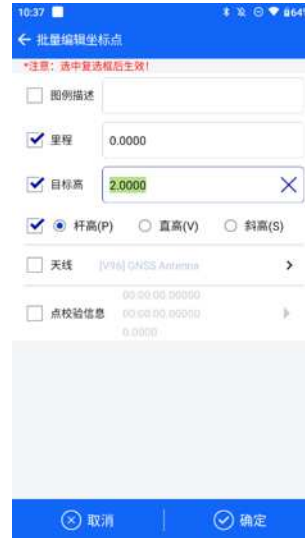 10:37 64%
批量编辑坐标点
*注意：选中复选框后生效！
图例描述
里程 0.0000
目标高 2.0000
杆高(P) 直高(V) 斜高(S)
天线 [V96] GNSS Antenna
00:00:00.00000
点校验信息 00:00:00.00000
0.0000
取消 确定